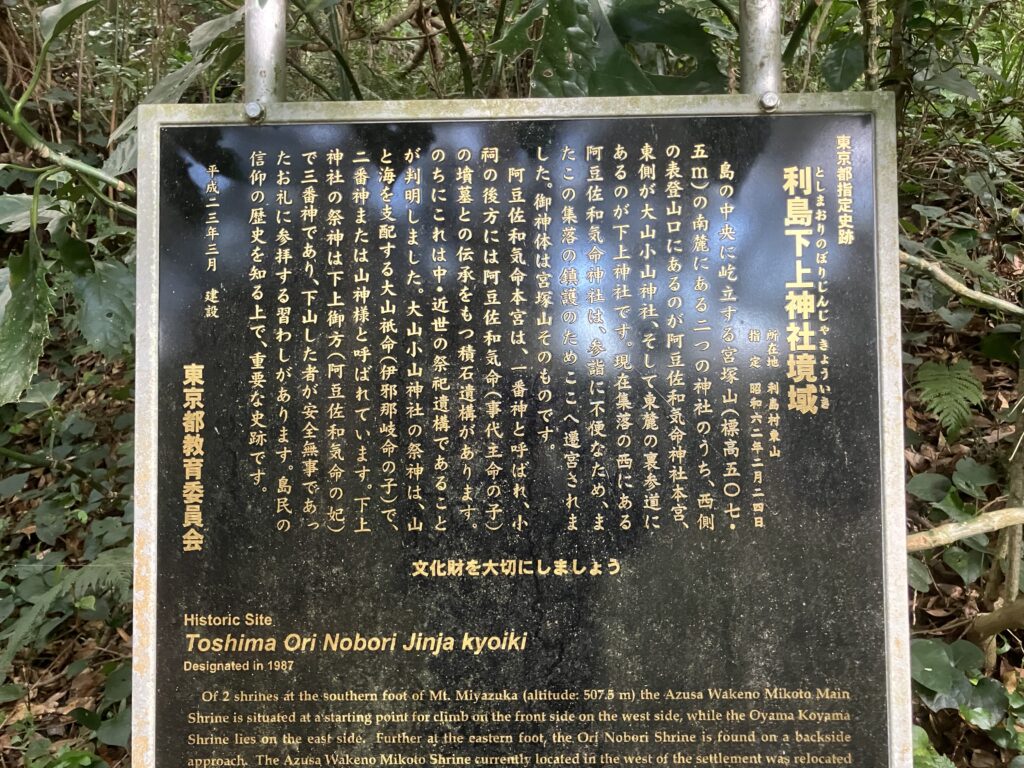 東京都指定史跡
としまおりのぼりじんじゃきょういき
利島下上神社境域
所在地 利島村東山
指定 昭和六二年二月二四日
島の中央に屹立する宮塚山(標高五〇七・
五m)の南麓にある二つの神社のうち、西側
の表登山口にあるのが阿豆佐和気命神社本宮、
東側が大山小山神社、そして東麓の裏参道に
あるのが下上神社です。現在集落の西にある
阿豆佐和気命神社は、参詣に不便なため、ま
たこの集落の鎮護のためここへ遷宮されま
した。御神体は宮塚山そのものです。
阿豆佐和気命本宮は、一番神と呼ばれ、小
祠の後方には阿豆佐和気命(事代主命の子)
の墳墓との伝承をもつ積石遺構があります。
のちにこれは中・近世の祭祀遺構であること
が判明しました。大山小山神社の祭神は、山
と海を支配する大山祇命(伊邪那岐命の子)で、
二番神または山神様と呼ばれています。下上
神社の祭神は下上御方(阿豆佐和気命の妃)
で三番神であり、下山した者が安全無事であっ
たお礼に参拝する習わしがあります。島民の
信仰の歴史を知る上で、重要な史跡です。
平成二三年三月 建設
東京都教育委員会
文化財を大切にしましょう
Historic Site
Toshima Ori Nobori Jinja kyoiki
Designated in 1987
Of 2 shrines at the southern foot of Mt. Miyazuka (altitude: 507.5 m) the Azusa Wakeno Mikoto Main
Shrine is situated at a starting point for climb on the front side on the west side, while the Oyama Koyama
Shrine lies on the east side. Further at the eastern foot, the Ori Nobori Shrine is found on a backside
approach. The Azusa Wakeno Mikoto Shrine currently located in the west of the settlement was relocated